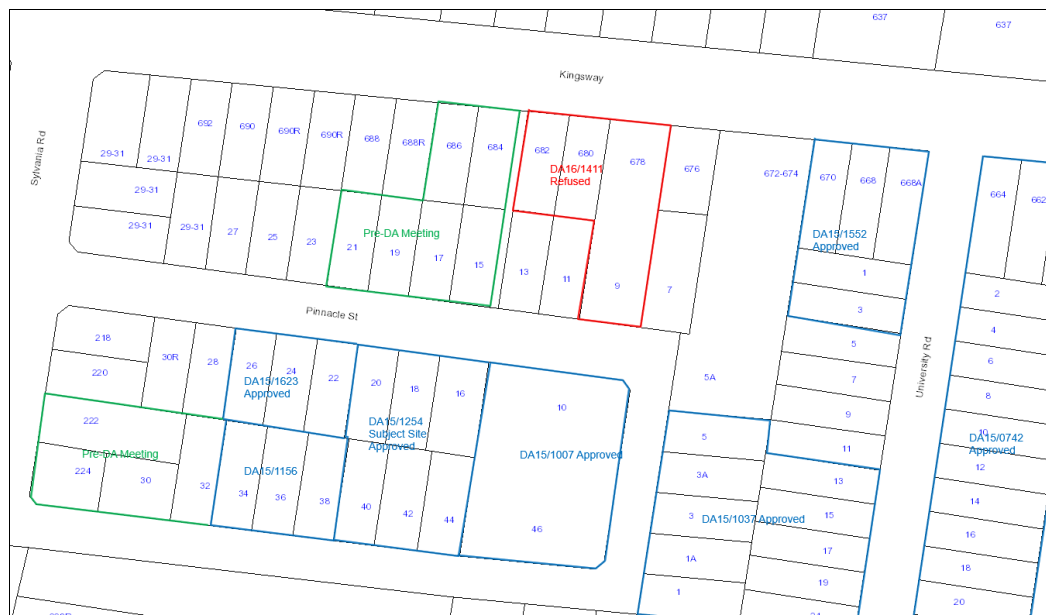 637
637
Kingsway
692
690
690R
690R
688
688R
686
684
682
680
678
676
672-674
670
668
668A
664
662
29-31
29-31
Sylvania Rd
29-31
29-31
29-31
27
25
23
21
19
17
15
13
11
9
7
Pre-DA Meeting
DA16/1411
Refused
DA15/1552
Approved
1
3
5
7
9
11
13
15
17
19
University Rd
2
4
6
8
10
12
14
16
18
20
DA15/0742
Approved
Pinnacle St
218
220
30R
28
26
24
22
20
18
16
10
DA15/1623
Approved
DA15/1254
Subject Site
Approved
DA15/1007 Approved
222
224
30
32
Pre-DA Meeting
DA15/1156
34
36
38
40
42
44
46
5A
5
3A
3
1A
1
DA15/1037 Approved